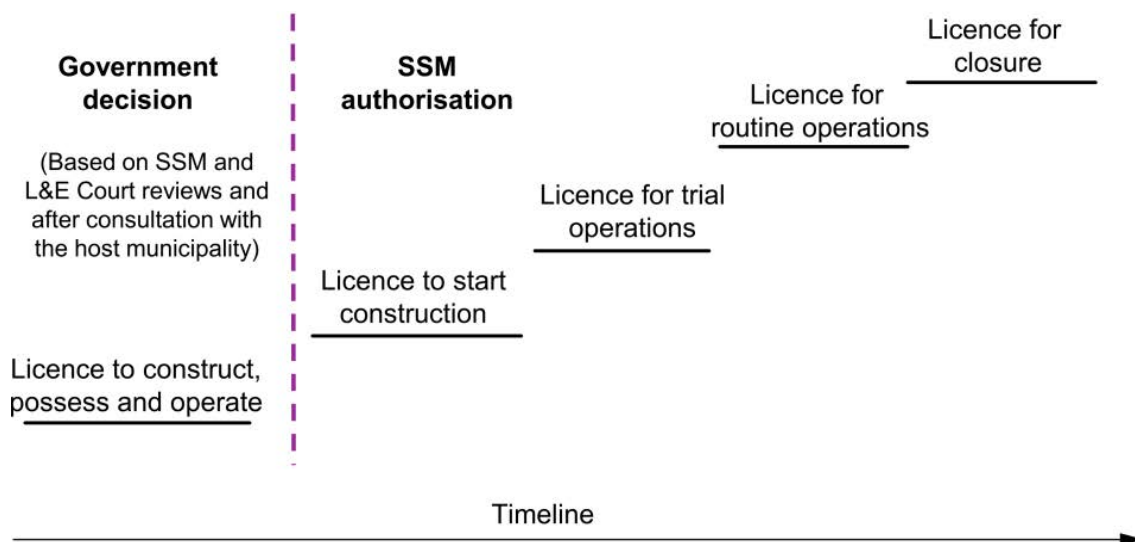 Government
decision
(Based on SSM and
L&E Court reviews and
after consultation with
the host municipality)
Licence to construct,
possess and operate
SSM
authorisation
Licence to start
construction
Licence for trial
operations
Licence for
routine operations
Licence for
closure
Timeline